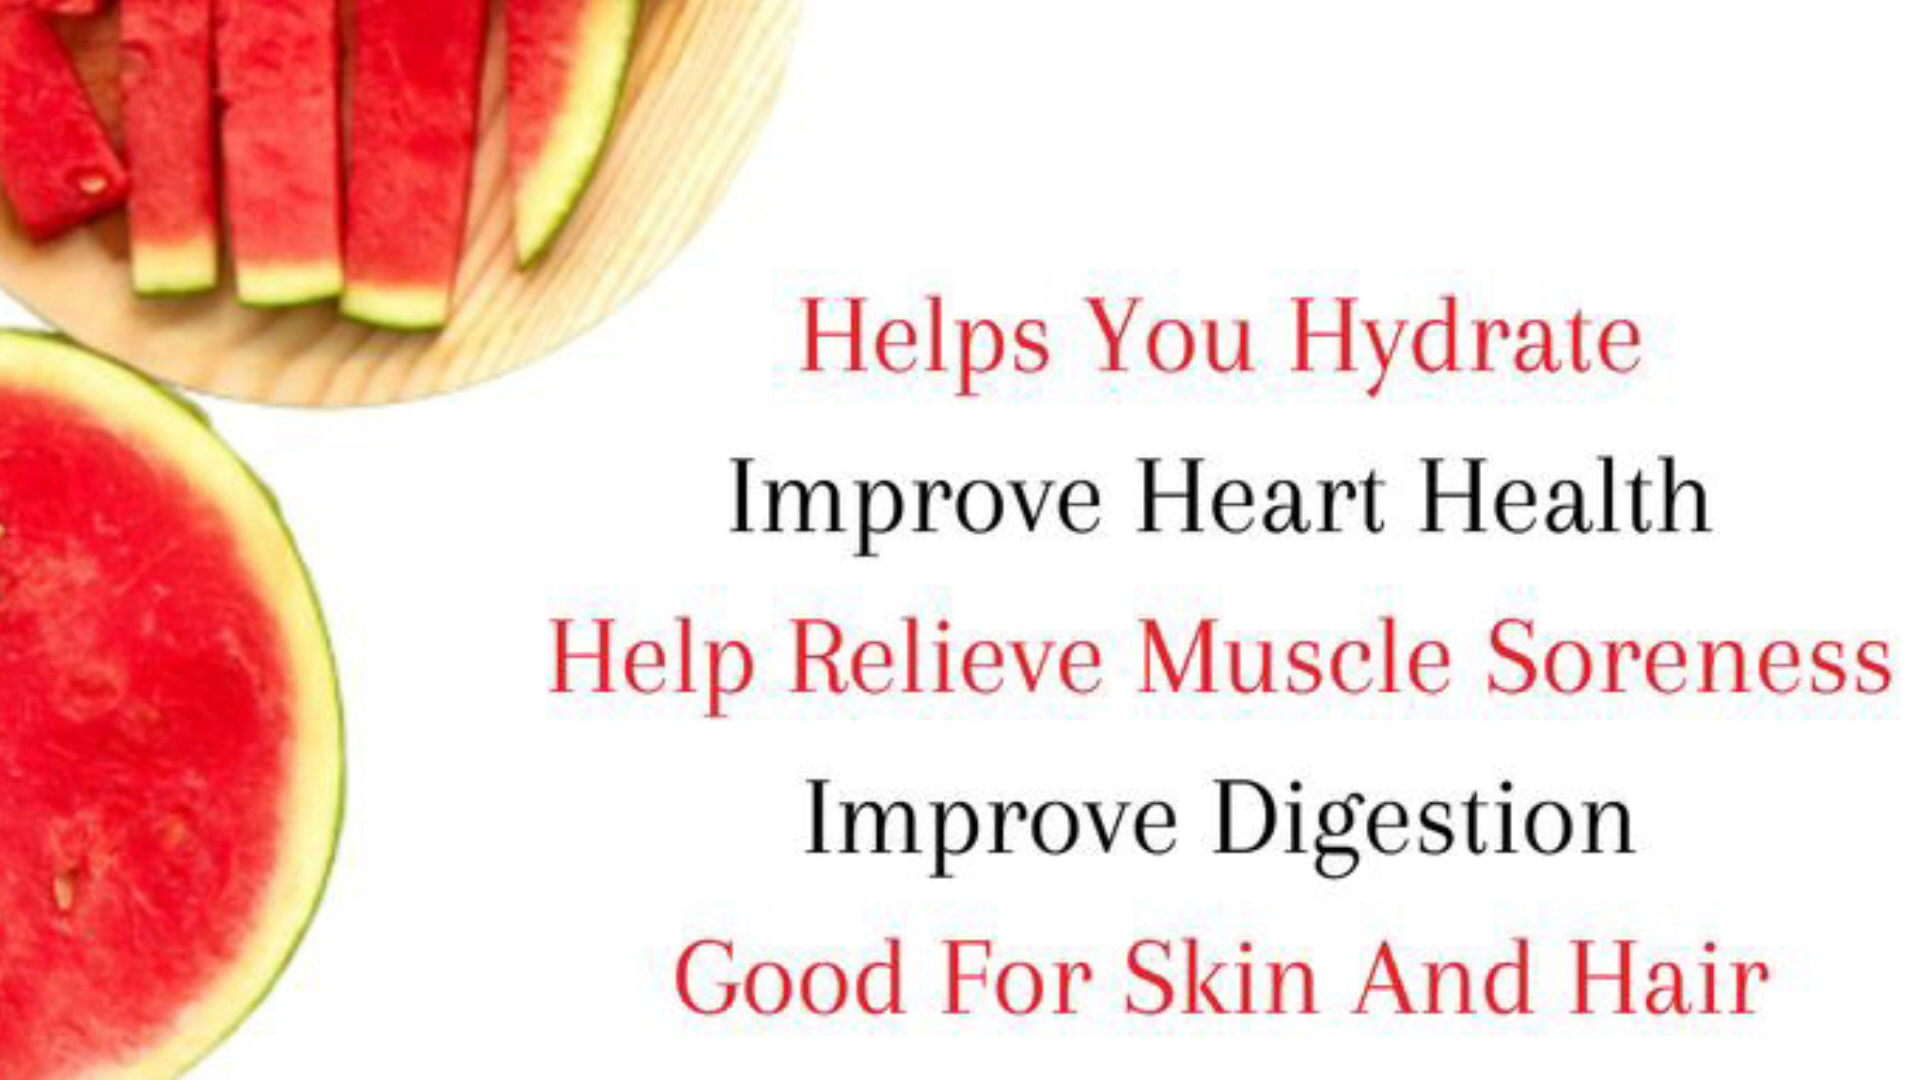 Helps You Hydrate
Improve Heart Health
Help Relieve Muscle Soreness
Improve Digestion
Good For Skin And Hair